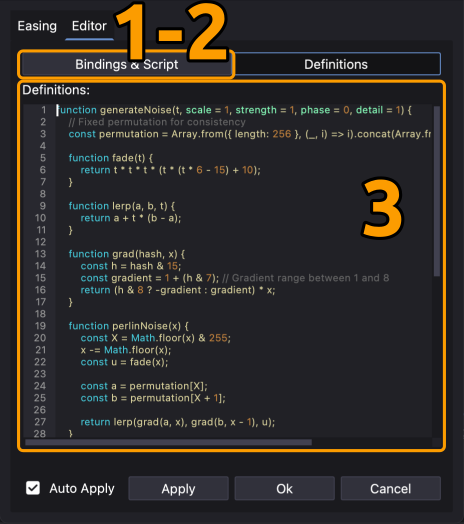 Easing Editor
1-2
Bindings & Script Definitions
Definitions:
1 function generateNoise(t, scale = 1, strength = 1, phase = 0, detail = 1) {
2 // Fixed permutation for consistency
3 const permutation = Array.from({ length: 256 }, (_, i) => i).concat(Array.fr
4
5 function fade(t) {
6 return t * t * t * (t * (t * 6 - 15) + 10);
7 }
8
9 function lerp(a, b, t) {
10 return a + t * (b - a);
11 }
12
13 function grad(hash, x) {
14 const h = hash & 15;
15 const gradient = 1 + (h & 7); // Gradient range between 1 and 8
16 return (h & 8 ? -gradient : gradient) * x;
17 }
18
19 function perlinNoise(x) {
20 const X = Math.floor(x) & 255;
21 x -= Math.floor(x);
22 const u = fade(x);
23
24 const a = permutation[X];
25 const b = permutation[X + 1];
26
27 return lerp(grad(a, x), grad(b, x - 1), u);
28 }
3
Auto Apply Apply Ok Cancel